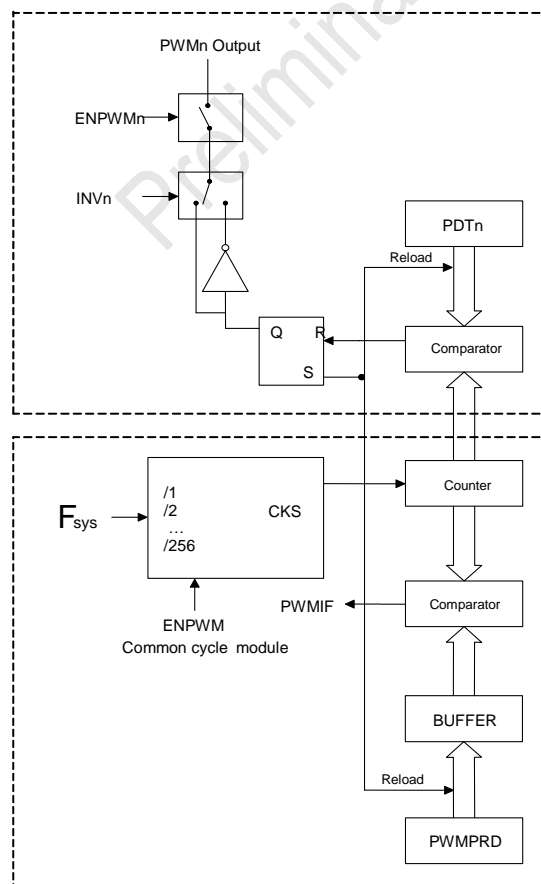 Prelimina
PWMn Output
ENPWMn
INVn
PDTn
Reload
Q R
S
Comparator
Fsys
/1
/2
...
/256
CKS
Counter
ENPWM
Common cycle module
PWMIF
Comparator
BUFFER
Reload
PWMPRD